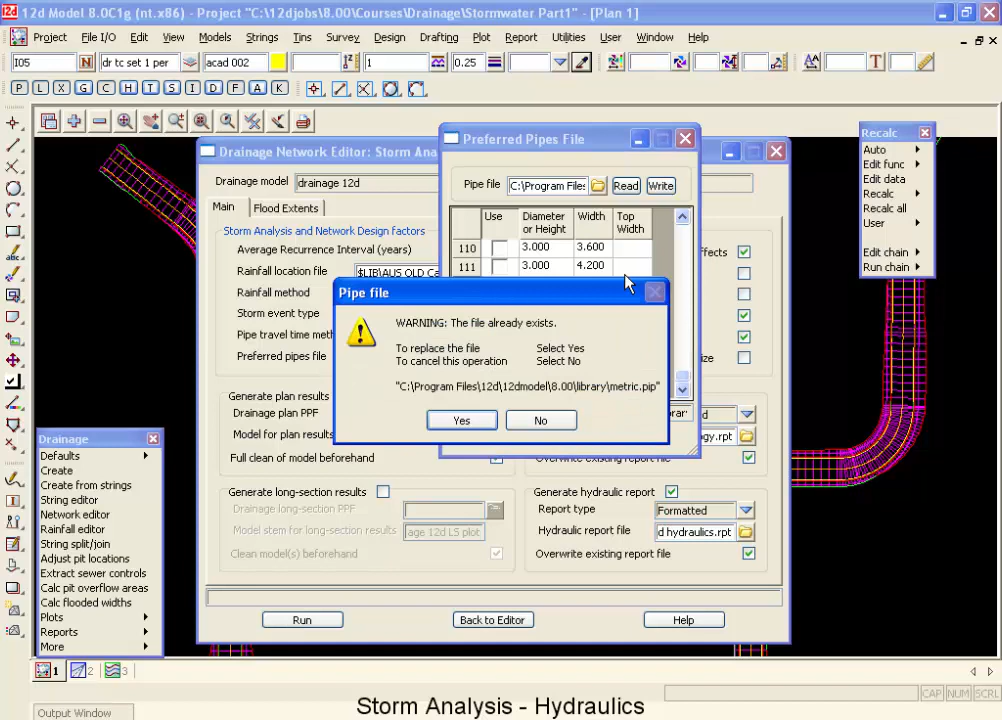 12d Model 8.0C1g (nt.x86) - Project "C:\12djobs\8.00\Courses\Drainage\Stormwater Part1" - [Plan 1]
Project File I/O Edit View Models Strings Tins Survey Design Drafting Plot Report Utilities User Window Help
I05 N dr tc set 1 per acad 002 1 0.25 T
P L X G C H T S I D F A K
Preferred Pipes File
Recalc
Drainage Network Editor: Storm Ana
Auto
Edit func
Edit data
Recalc
Recalc all
User
Edit chain
Run chain
Drainage model drainage 12d
Pipe file C:\Program Files Read Write
Main Flood Extents
Use Diameter or Height Width Top Width
110 3.000 3.600
111 3.000 4.200
Storm Analysis and Network Design factors
Average Recurrence Interval (years)
ffects
Rainfall location file $LIB\AUS QLD Ca
Rainfall method
Storm event type
Pipe travel time meth
Preferred pipes file
ize
Pipe file
WARNING: The file already exists.
To replace the file Select Yes
To cancel this operation Select No
"C:\Program Files\12d\12dmodel\8.00\library\metric.pip"
Yes No
Generate plan results
Drainage plan PPF
d
Model for plan results
ogy.rpt
Full clean of model beforehand
Overwrite existing report file
Generate long-section results
Generate hydraulic report
Drainage long-section PPF
Report type Formatted
Model stem for long-section results age 12d LS plot
Hydraulic report file d hydraulics.rpt
Clean model(s) beforehand
Overwrite existing report file
Run Back to Editor Help
Drainage
Defaults
Create
Create from strings
String editor
Network editor
Rainfall editor
String split/join
Adjust pit locations
Extract sewer controls
Calc pit overflow areas
Calc flooded widths
Plots
Reports
More
1 2 3
CAP NUM SCRL
Output Window
Storm Analysis - Hydraulics